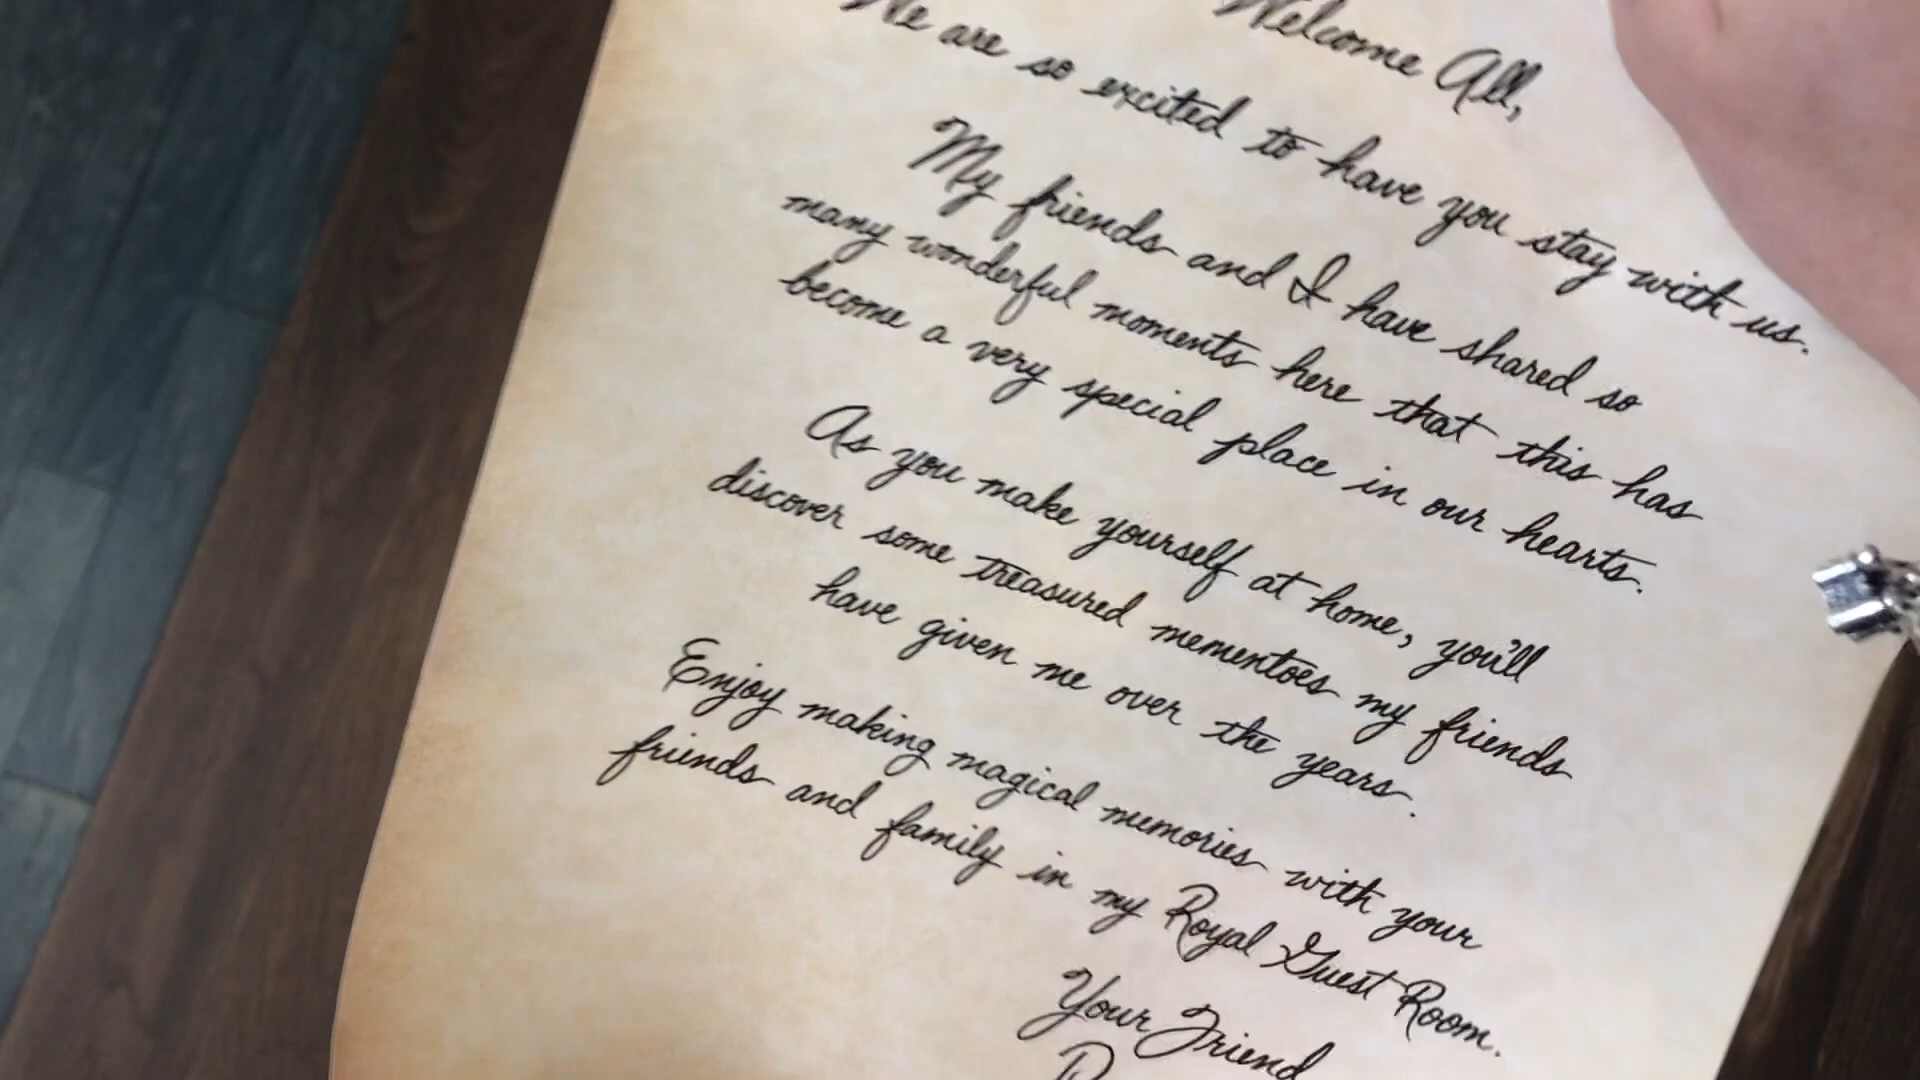 Welcome All,
We are so excited to have you stay with us.
My friends and I have shared so
many wonderful moments here that this has
become a very special place in our hearts.
As you make yourself at home, you'll
discover some treasured mementoes my friends
have given me over the years.
Enjoy making magical memories with your
friends and family in my Royal Guest Room.
Your Friend